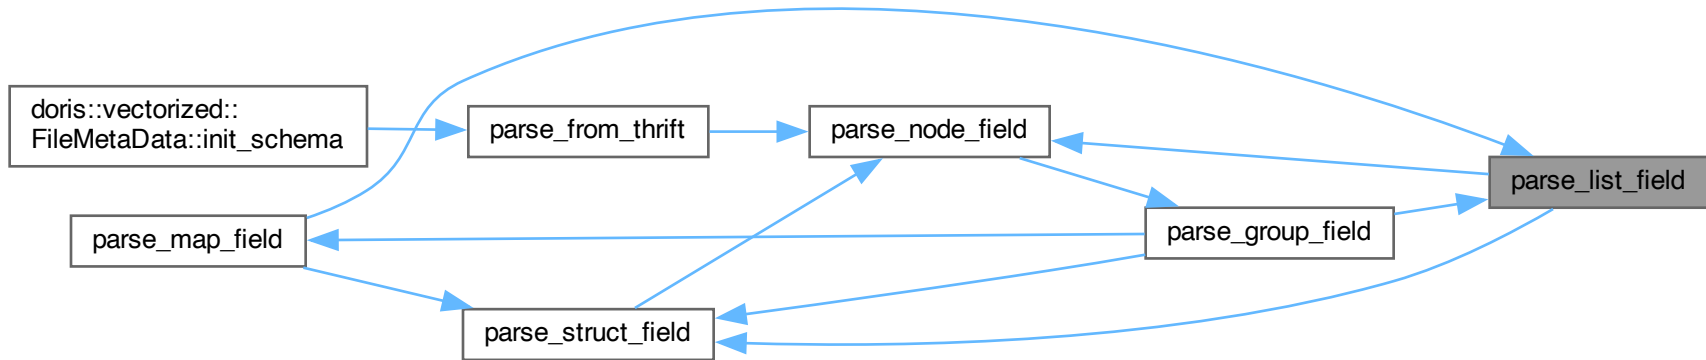 doris::vectorized::
FileMetaData::init_schema
parse_from_thrift
parse_node_field
parse_list_field
parse_map_field
parse_group_field
parse_struct_field